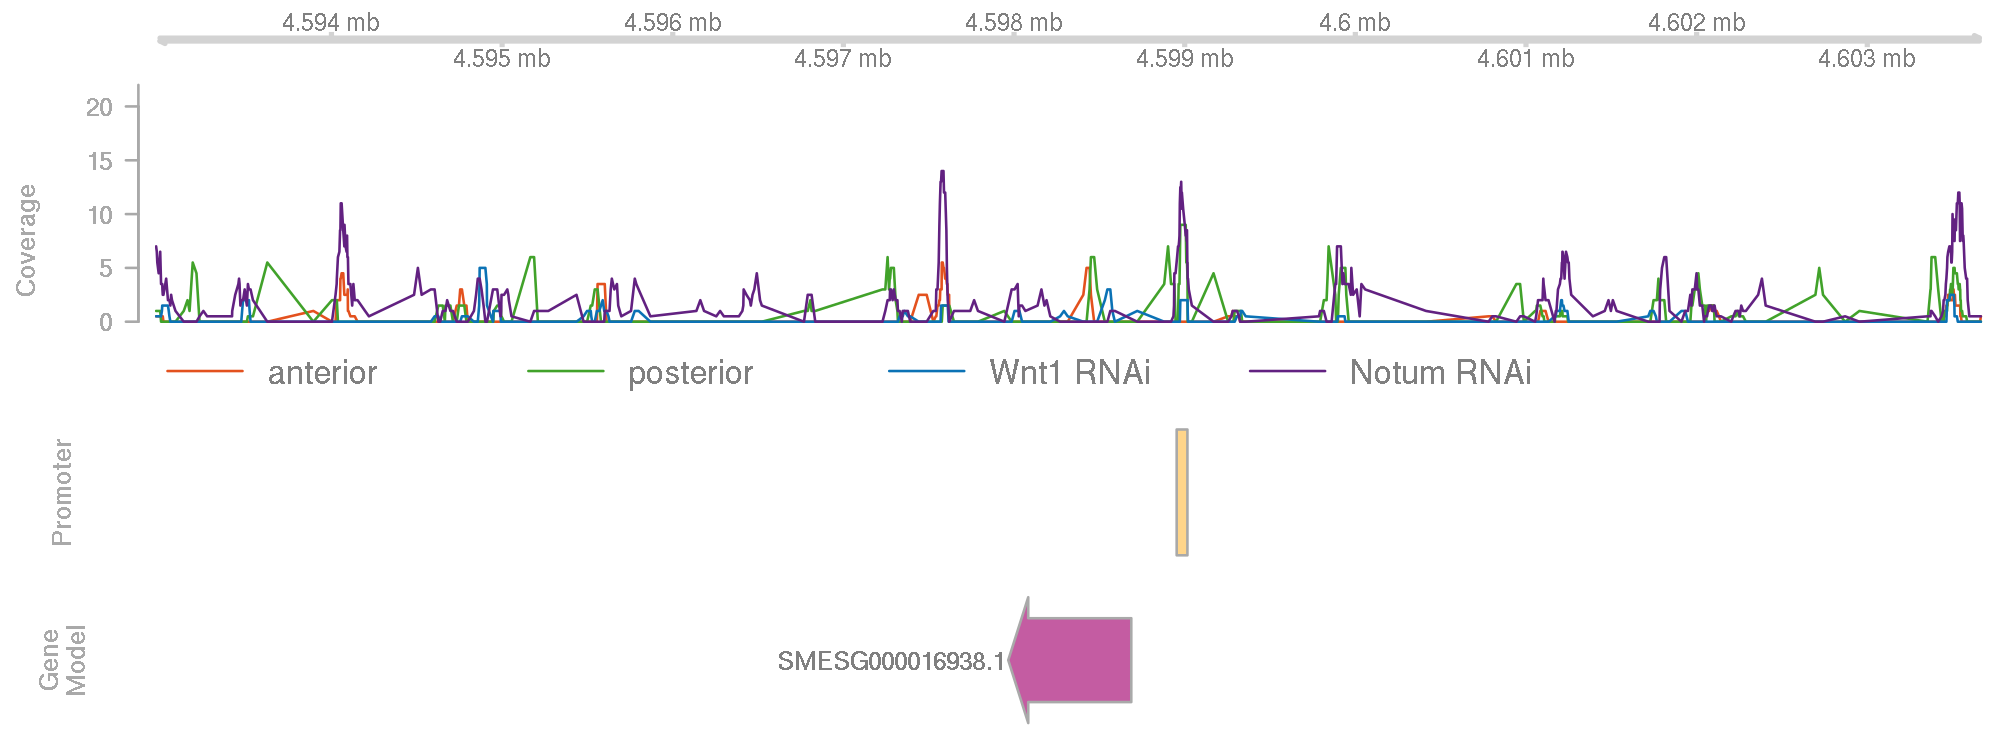 4.594 mb 4.596 mb 4.598 mb 4.6 mb 4.602 mb
4.595 mb 4.597 mb 4.599 mb 4.601 mb 4.603 mb
20
15
10
5
0
Coverage
anterior posterior Wnt1 RNAi Notum RNAi
Promoter
Gene
Model
SMESG000016938.1